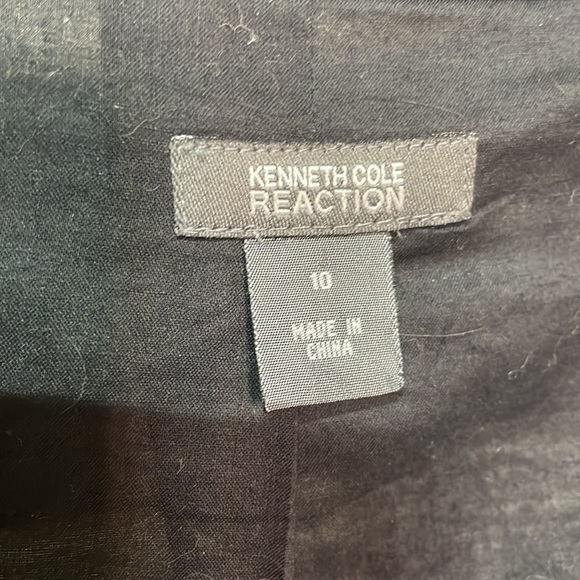 KENNETH COLE
REACTION
10
MADE IN
CHINA